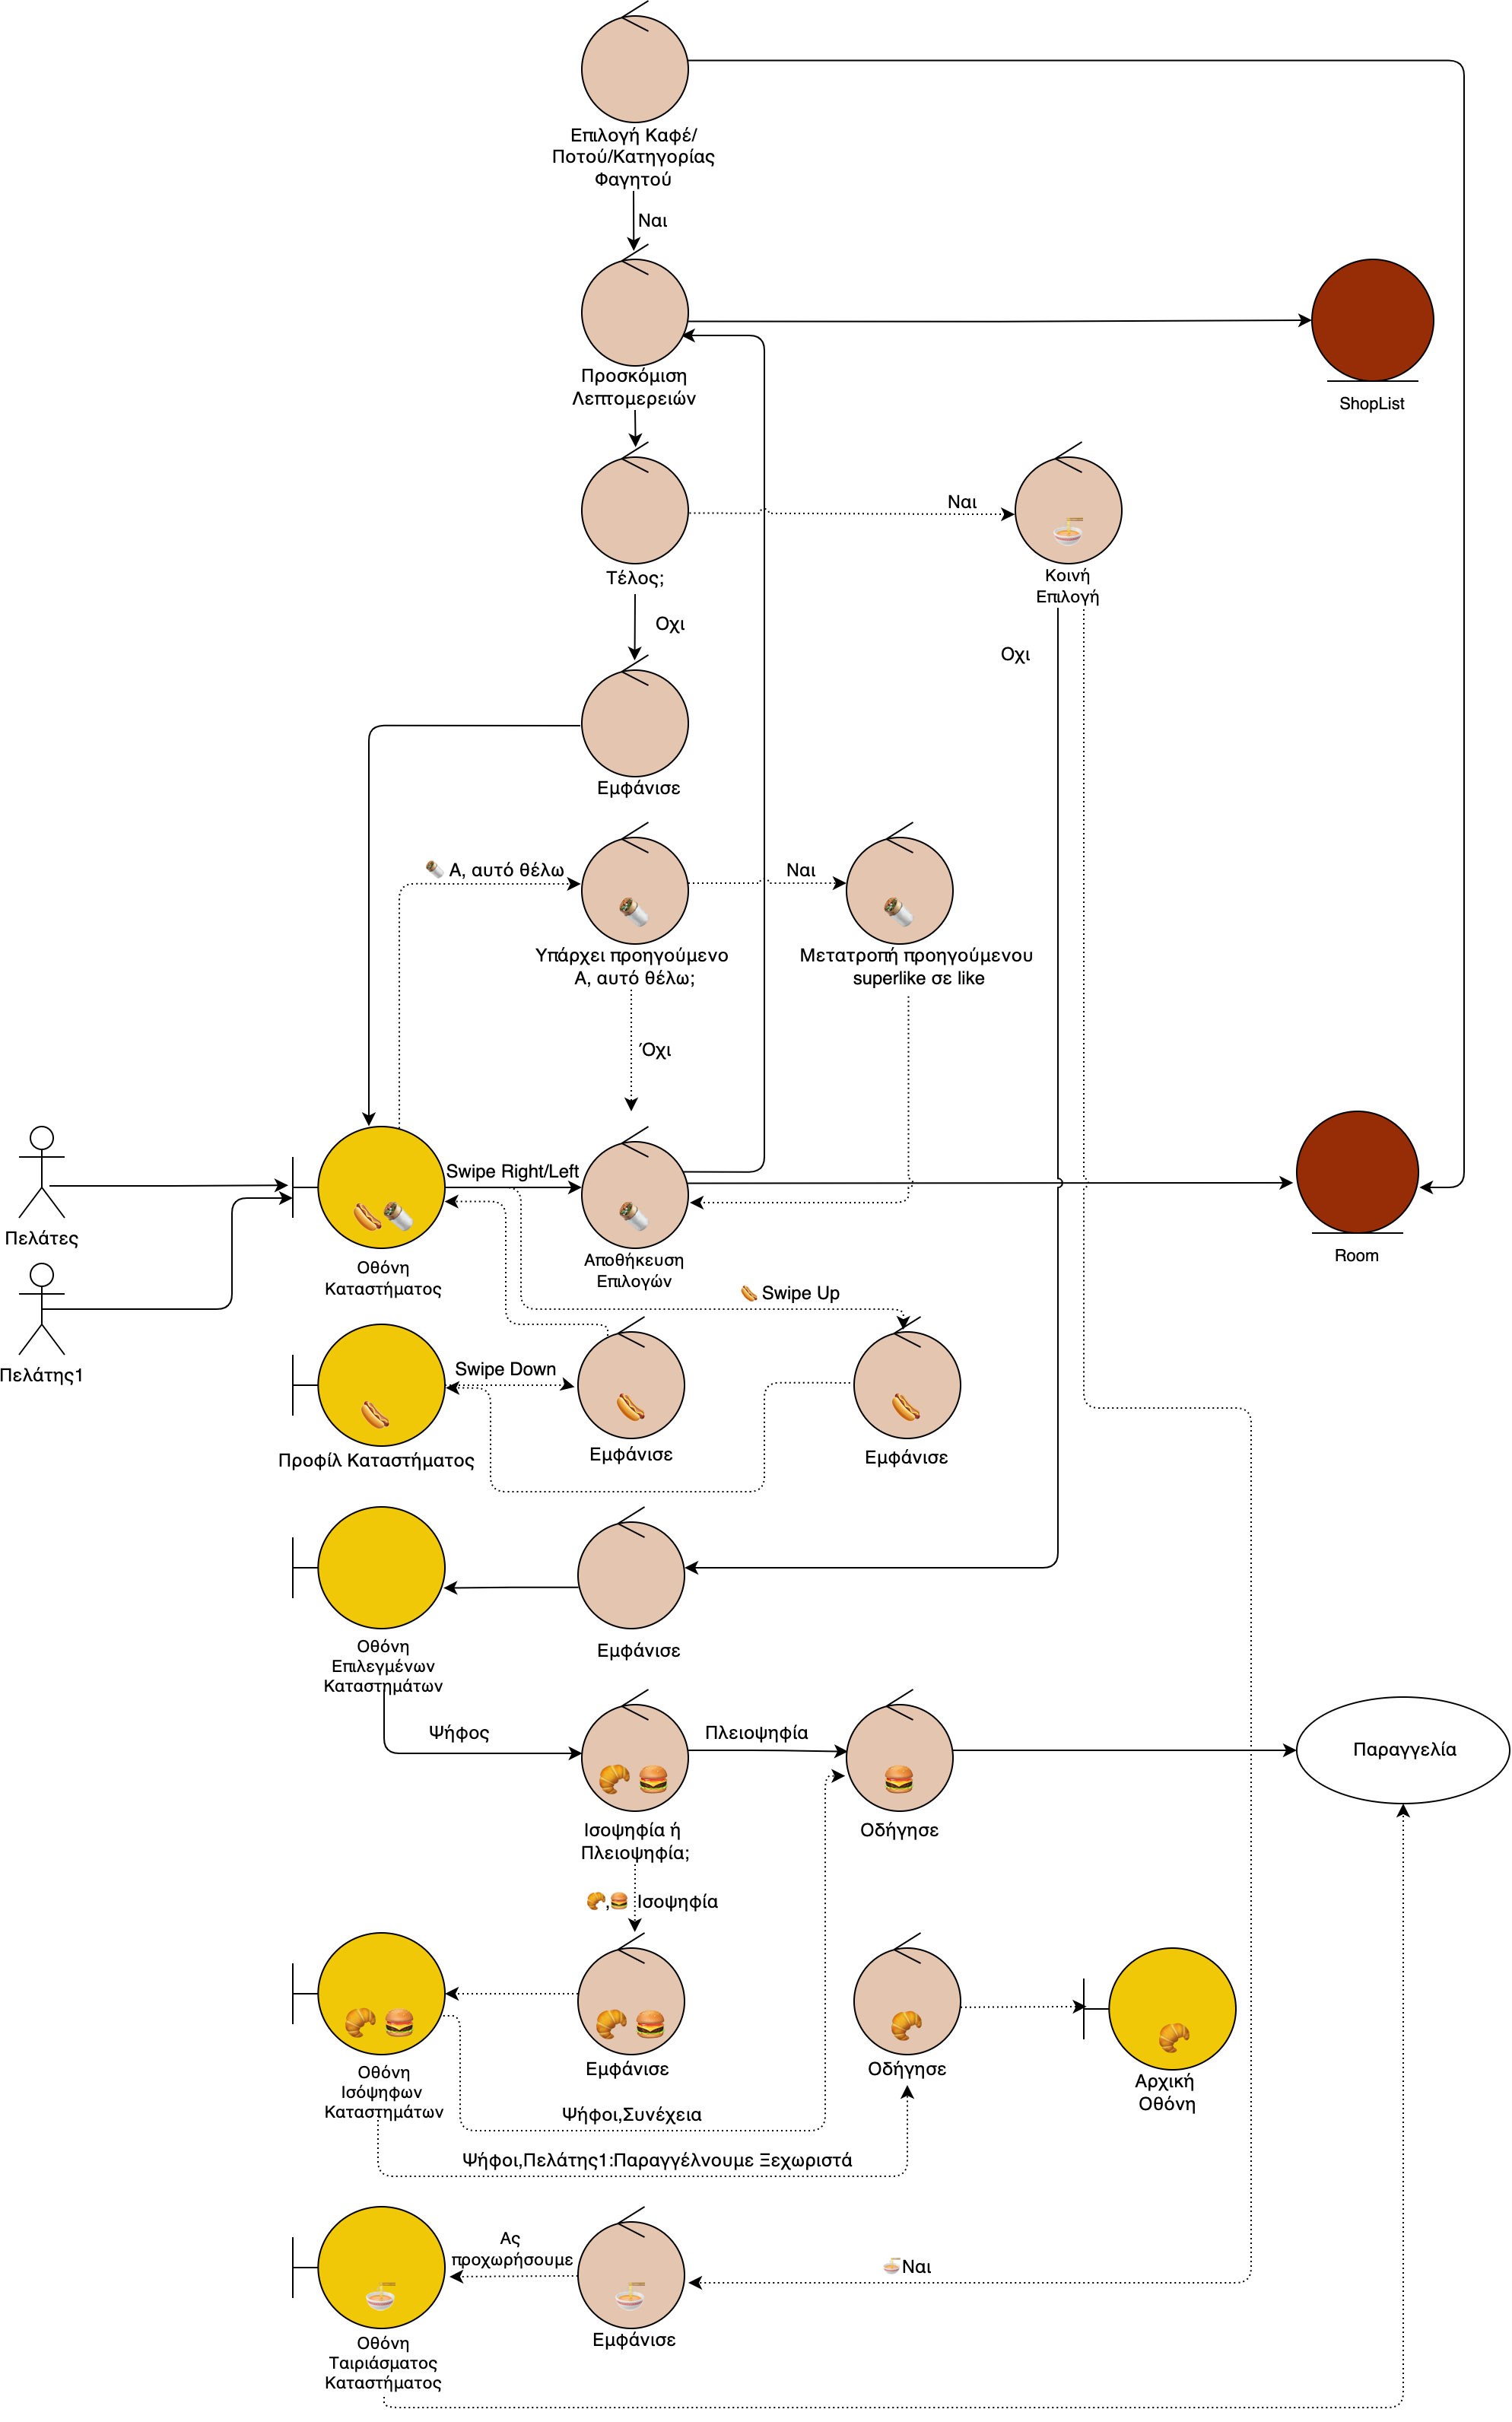 Επιλογή Καφέ/
Ποτού/Κατηγορίας
Φαγητού
Ναι
Προσκόμιση
Λεπτομερειών
ShopList
Ναι
Τέλος;
Κοινή
Επιλογή
Οχι
Οχι
Εμφάνισε
🌯 Α, αυτό θέλω
Ναι
🌯
🌯
Υπάρχει προηγούμενο
Α, αυτό θέλω;
Μετατροπή προηγούμενου
superlike σε like
Όχι
Swipe Right/Left
Πελάτες
Οθόνη
Καταστήματος
Αποθήκευση
Επιλογών
Room
🌭 Swipe Up
Πελάτης1
Swipe Down
Προφίλ Καταστήματος
Εμφάνισε
Εμφάνισε
Οθόνη
Επιλεγμένων
Καταστημάτων
Εμφάνισε
Ψήφος
Πλειοψηφία
Παραγγελία
Ισοψηφία ή
Πλειοψηφία;
Οδήγησε
🥐,🍔 Ισοψηφία
Οθόνη
Ισόψηφων
Καταστημάτων
Εμφάνισε
Οδήγησε
Αρχική
Οθόνη
Ψήφοι,Συνέχεια
Ψήφοι,Πελάτης1:Παραγγέλνουμε Ξεχωριστά
Ας
προχωρήσουμε
🍜Ναι
Οθόνη
Ταιριάσματος
Καταστήματος
Εμφάνισε